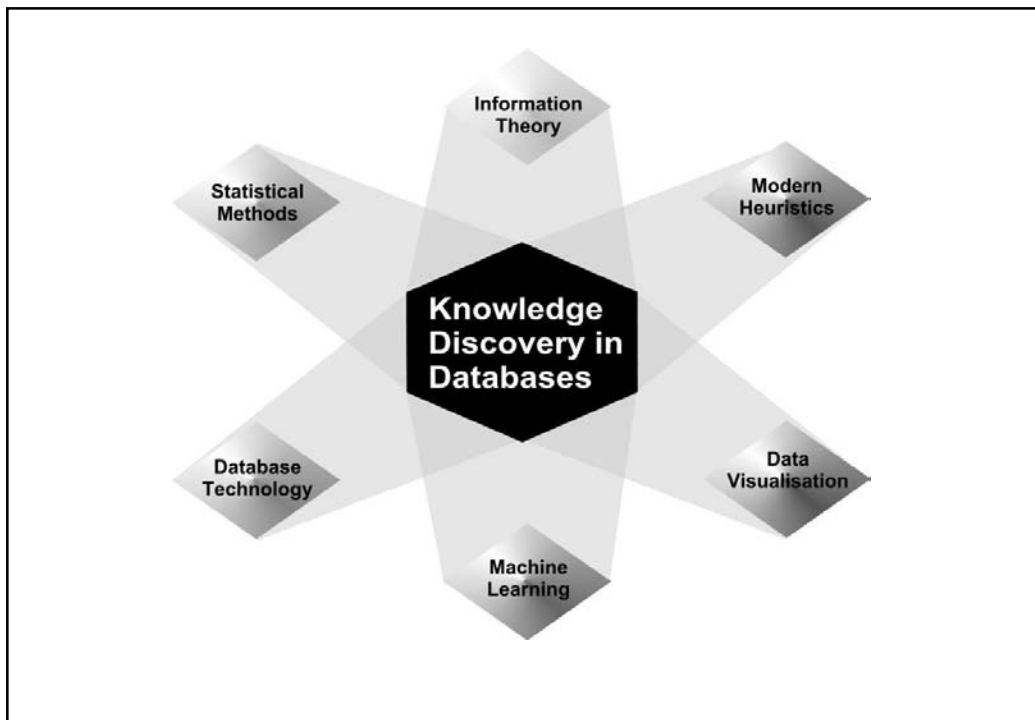 Information
Theory
Statistical
Methods
Modern
Heuristics
Knowledge
Discovery in
Databases
Database
Technology
Data
Visualisation
Machine
Learning